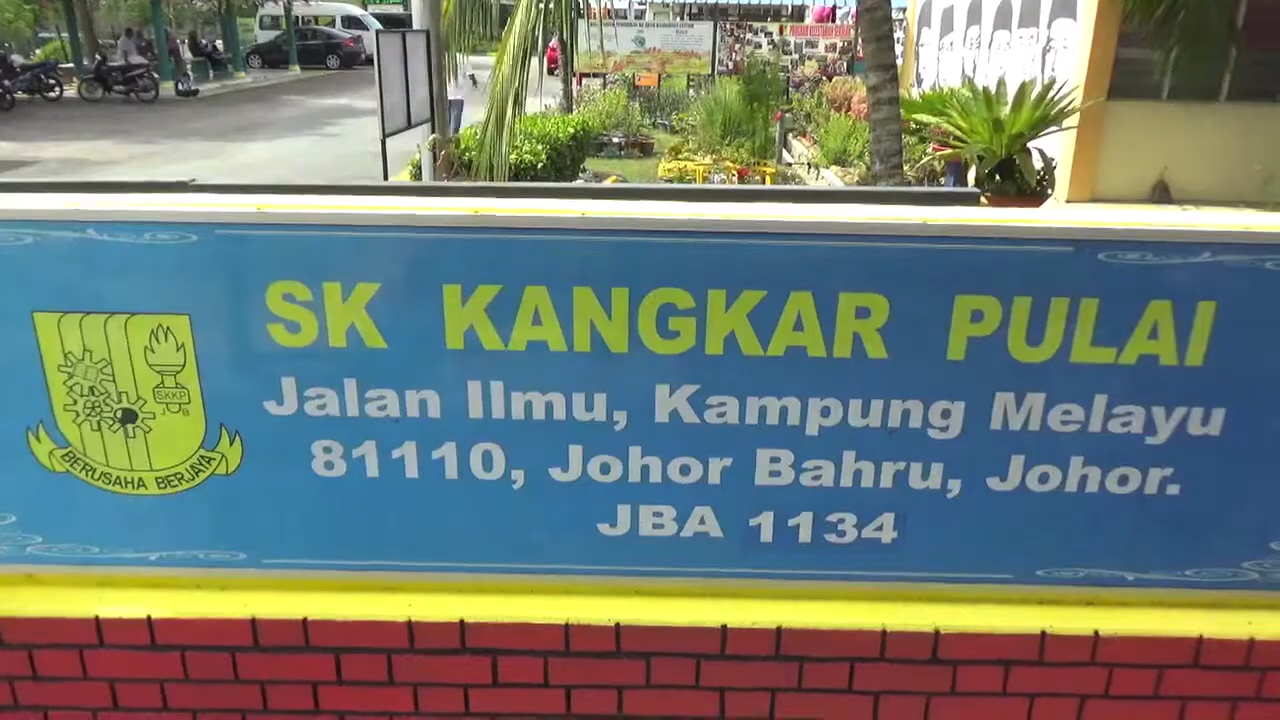 SK KANGKAR PULAI
Jalan Ilmu, Kampung Melayu
81110, Johor Bahru, Johor.
JBA 1134
SKKP
J B
BERUSAHA BERJAYA